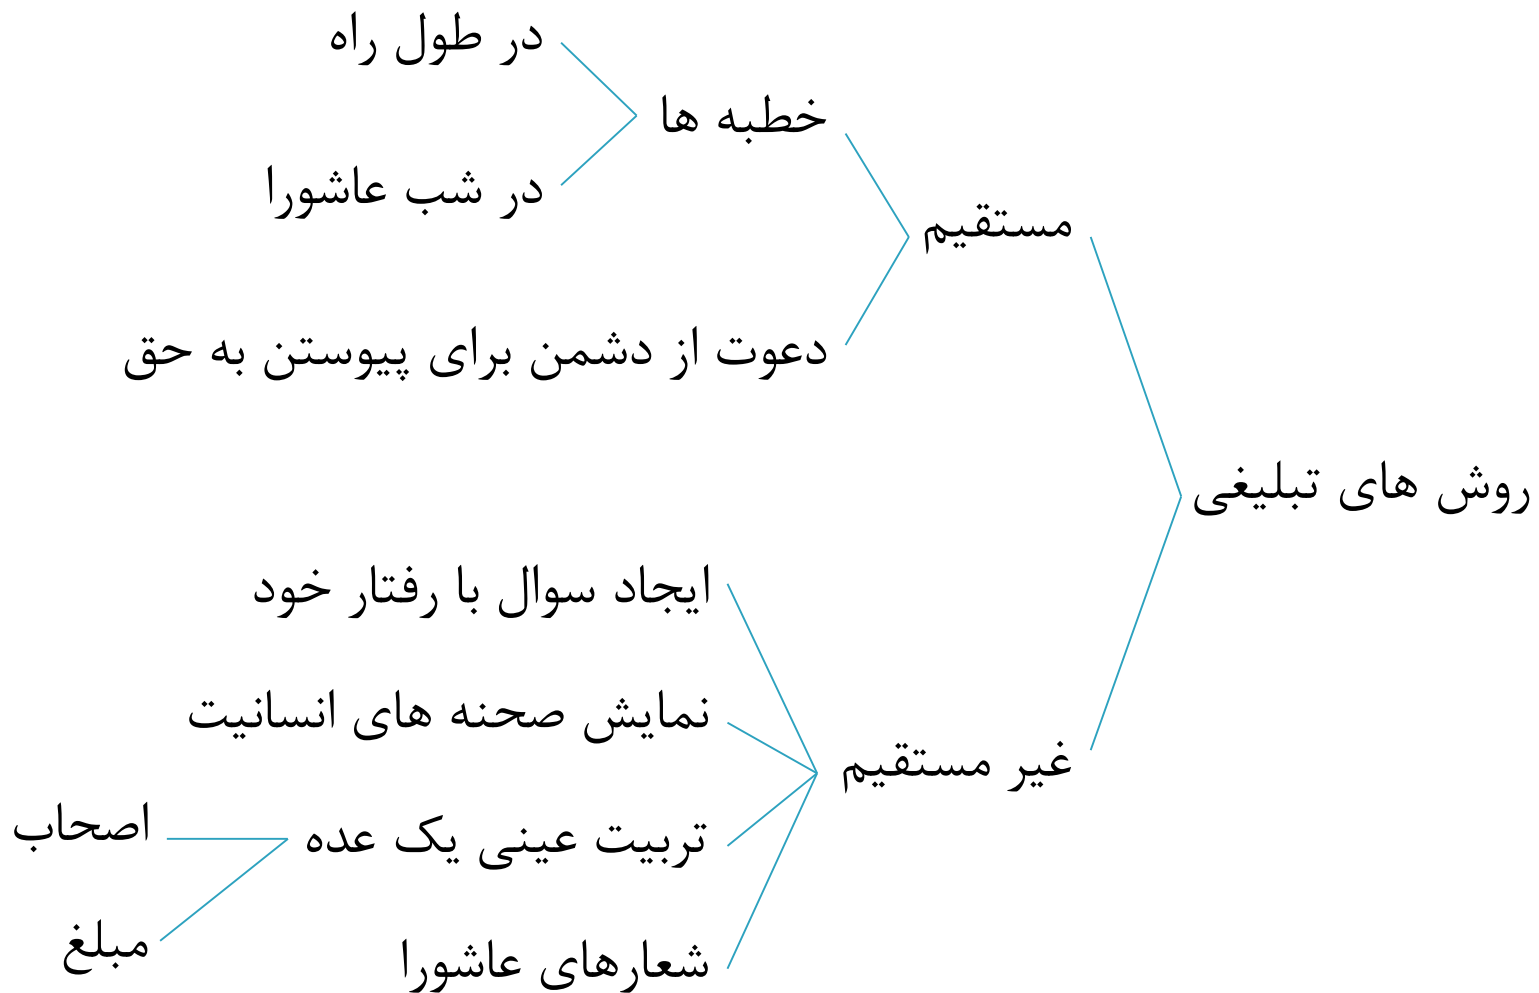 روش های تبلیغی
مستقیم
خطبه ها
در طول راه
در شب عاشورا
دعوت از دشمن برای پیوستن به حق
غیر مستقیم
ایجاد سوال با رفتار خود
نمایش صحنه های انسانیت
تربیت عینی یک عده
اصحاب
مبلغ
شعارهای عاشورا